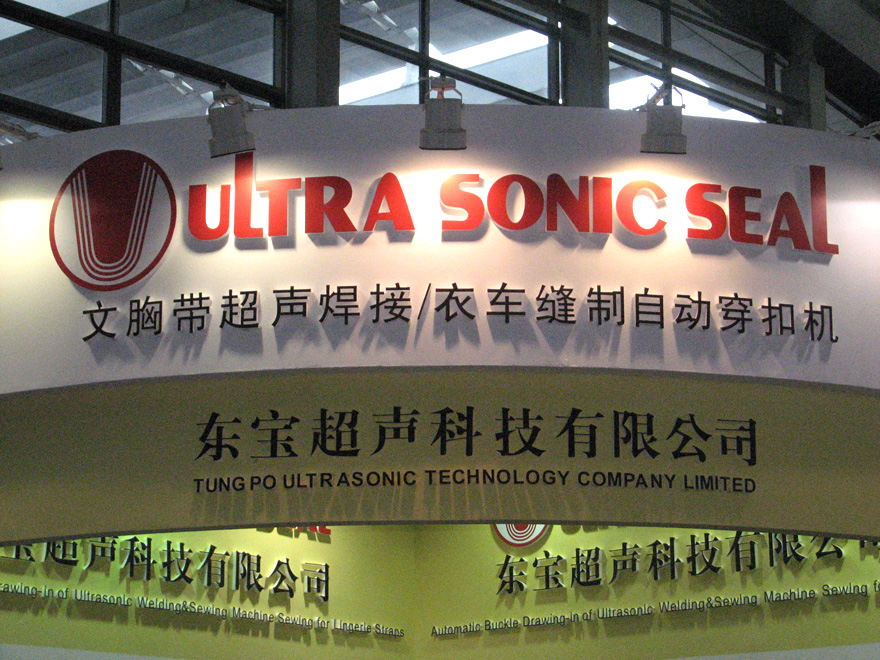 ULTRA SONIC SEAL
文胸带超声焊接/衣车缝制自动穿扣机
东宝超声科技有限公司
TUNG PO ULTRASONIC TECHNOLOGY COMPANY LIMITED
宝超声科技有限公司
东宝超声科技有限公
Drawing-in of Ultrasonic Welding&Sewing Machine Sewing for Lingerie Straps
Automatic Buckle Drawing-in of Ultrasonic Welding&Sewing Machine Sewing